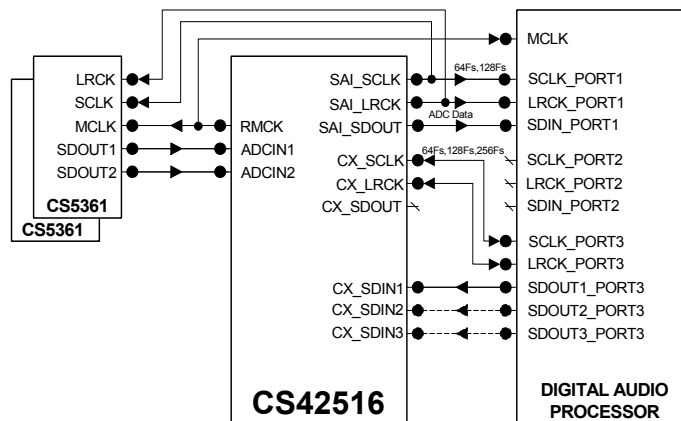 LRCK
SCLK
MCLK
SDOUT1
SDOUT2
CS5361
CS5361
RMCK
ADCIN1
ADCIN2
SAI_SCLK
SAI_LRCK
SAI_SDOUT
CX_SCLK
CX_LRCK
CX_SDOUT
CX_SDIN1
CX_SDIN2
CX_SDIN3
CS42516
64Fs,128Fs
ADC Data
64Fs,128Fs,256Fs
MCLK
SCLK_PORT1
LRCK_PORT1
SDIN_PORT1
SCLK_PORT2
LRCK_PORT2
SDIN_PORT2
SCLK_PORT3
LRCK_PORT3
SDOUT1_PORT3
SDOUT2_PORT3
SDOUT3_PORT3
DIGITAL AUDIO
PROCESSOR